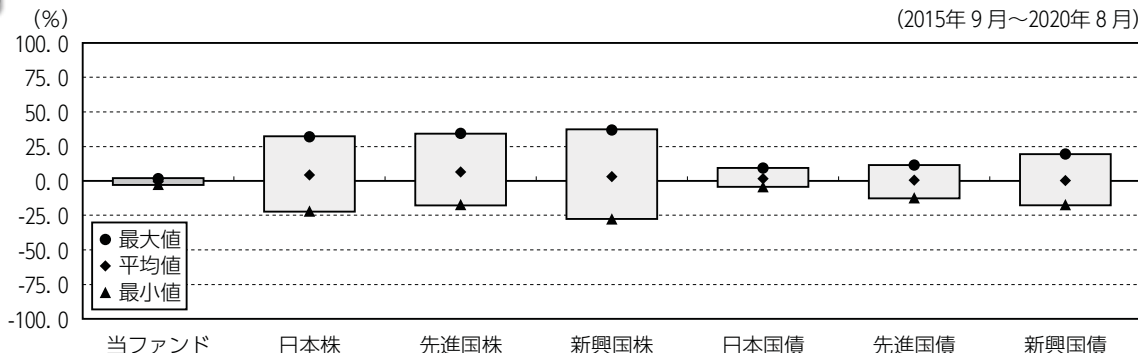 (%)
(2015年9月～2020年8月)
100.0
75.0
50.0
25.0
0.0
-25.0
-50.0
-75.0
-100.0
● 最大値
◆ 平均値
▲ 最小値
当ファンド 日本株 先進国株 新興国株 日本国債 先進国債 新興国債